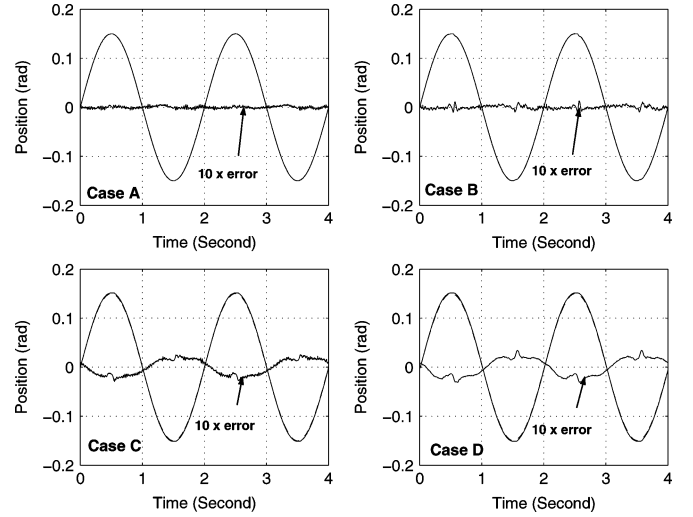 0.2
0.1
0
−0.1
−0.2
Position (rad)
10 x error
Case A
0 1 2 3 4
Time (Second)
0.2
0.1
0
−0.1
−0.2
Position (rad)
10 x error
Case B
0 1 2 3 4
Time (Second)
0.2
0.1
0
−0.1
−0.2
Position (rad)
10 x error
Case C
0 1 2 3 4
Time (Second)
0.2
0.1
0
−0.1
−0.2
Position (rad)
10 x error
Case D
0 1 2 3 4
Time (Second)